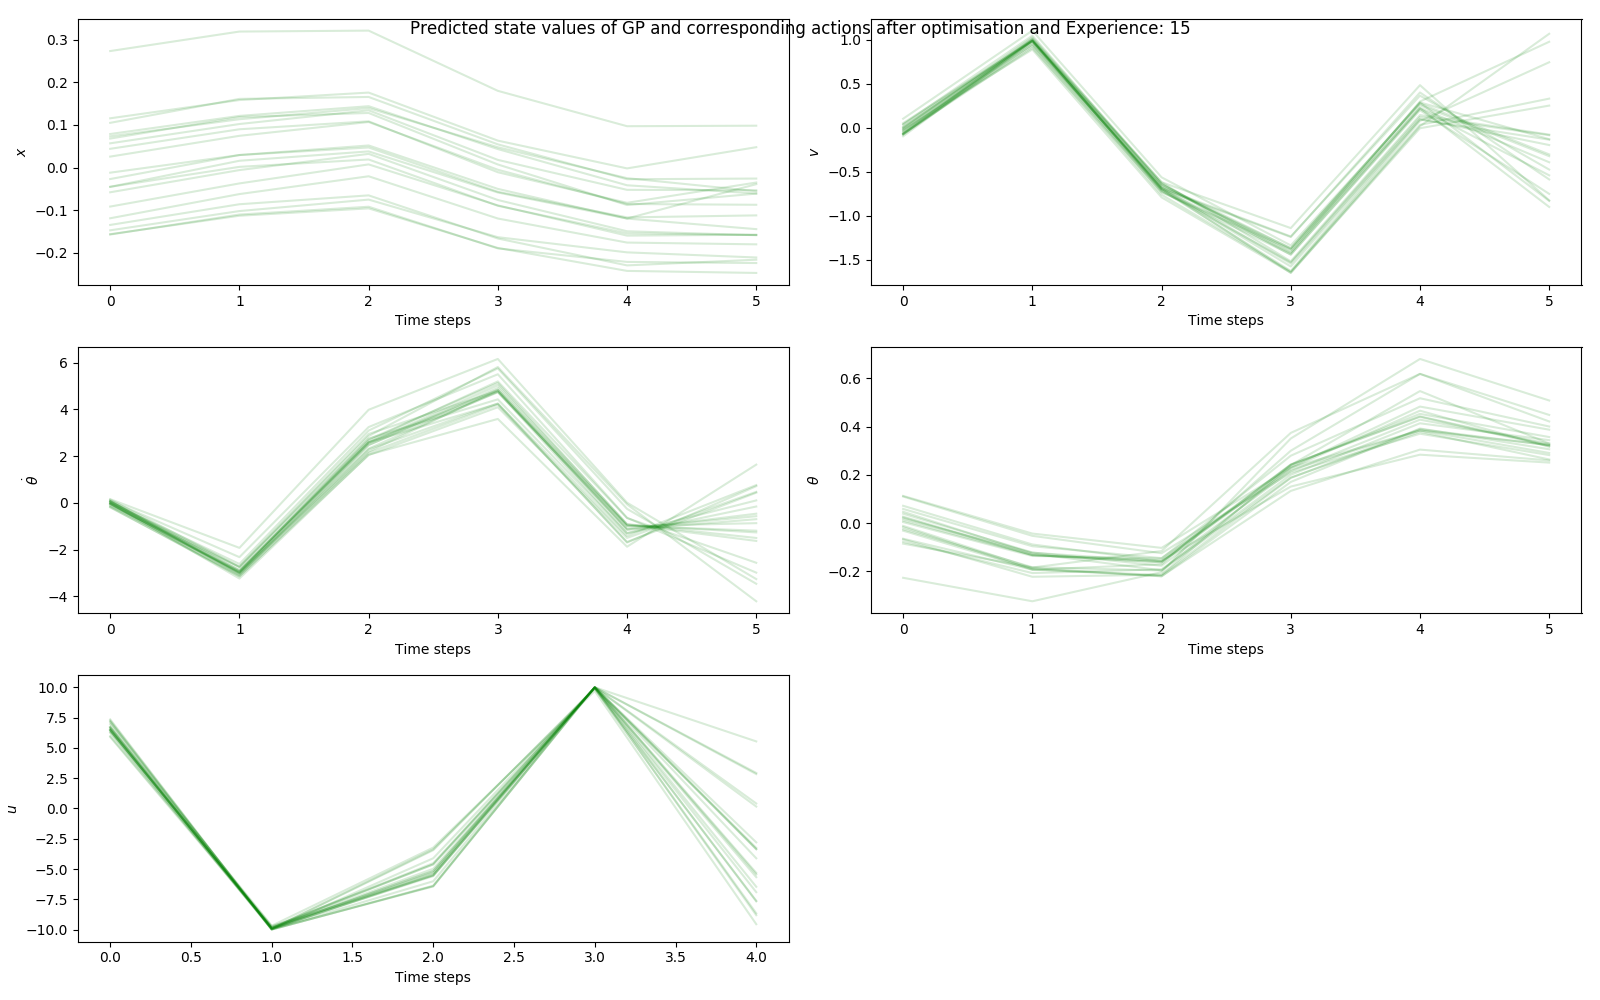 Predicted state values of GP and corresponding actions after optimisation and Experience: 15
0.3
0.2
0.1
0.0
−0.1
−0.2
x
0 1 2 3 4 5
Time steps
1.0
0.5
0.0
−0.5
−1.0
−1.5
v
0 1 2 3 4 5
Time steps
6
4
2
0
−2
−4
θ̇
0 1 2 3 4 5
Time steps
0.6
0.4
0.2
0.0
−0.2
θ
0 1 2 3 4 5
Time steps
10.0
7.5
5.0
2.5
0.0
−2.5
−5.0
−7.5
−10.0
u
0.0 0.5 1.0 1.5 2.0 2.5 3.0 3.5 4.0
Time steps